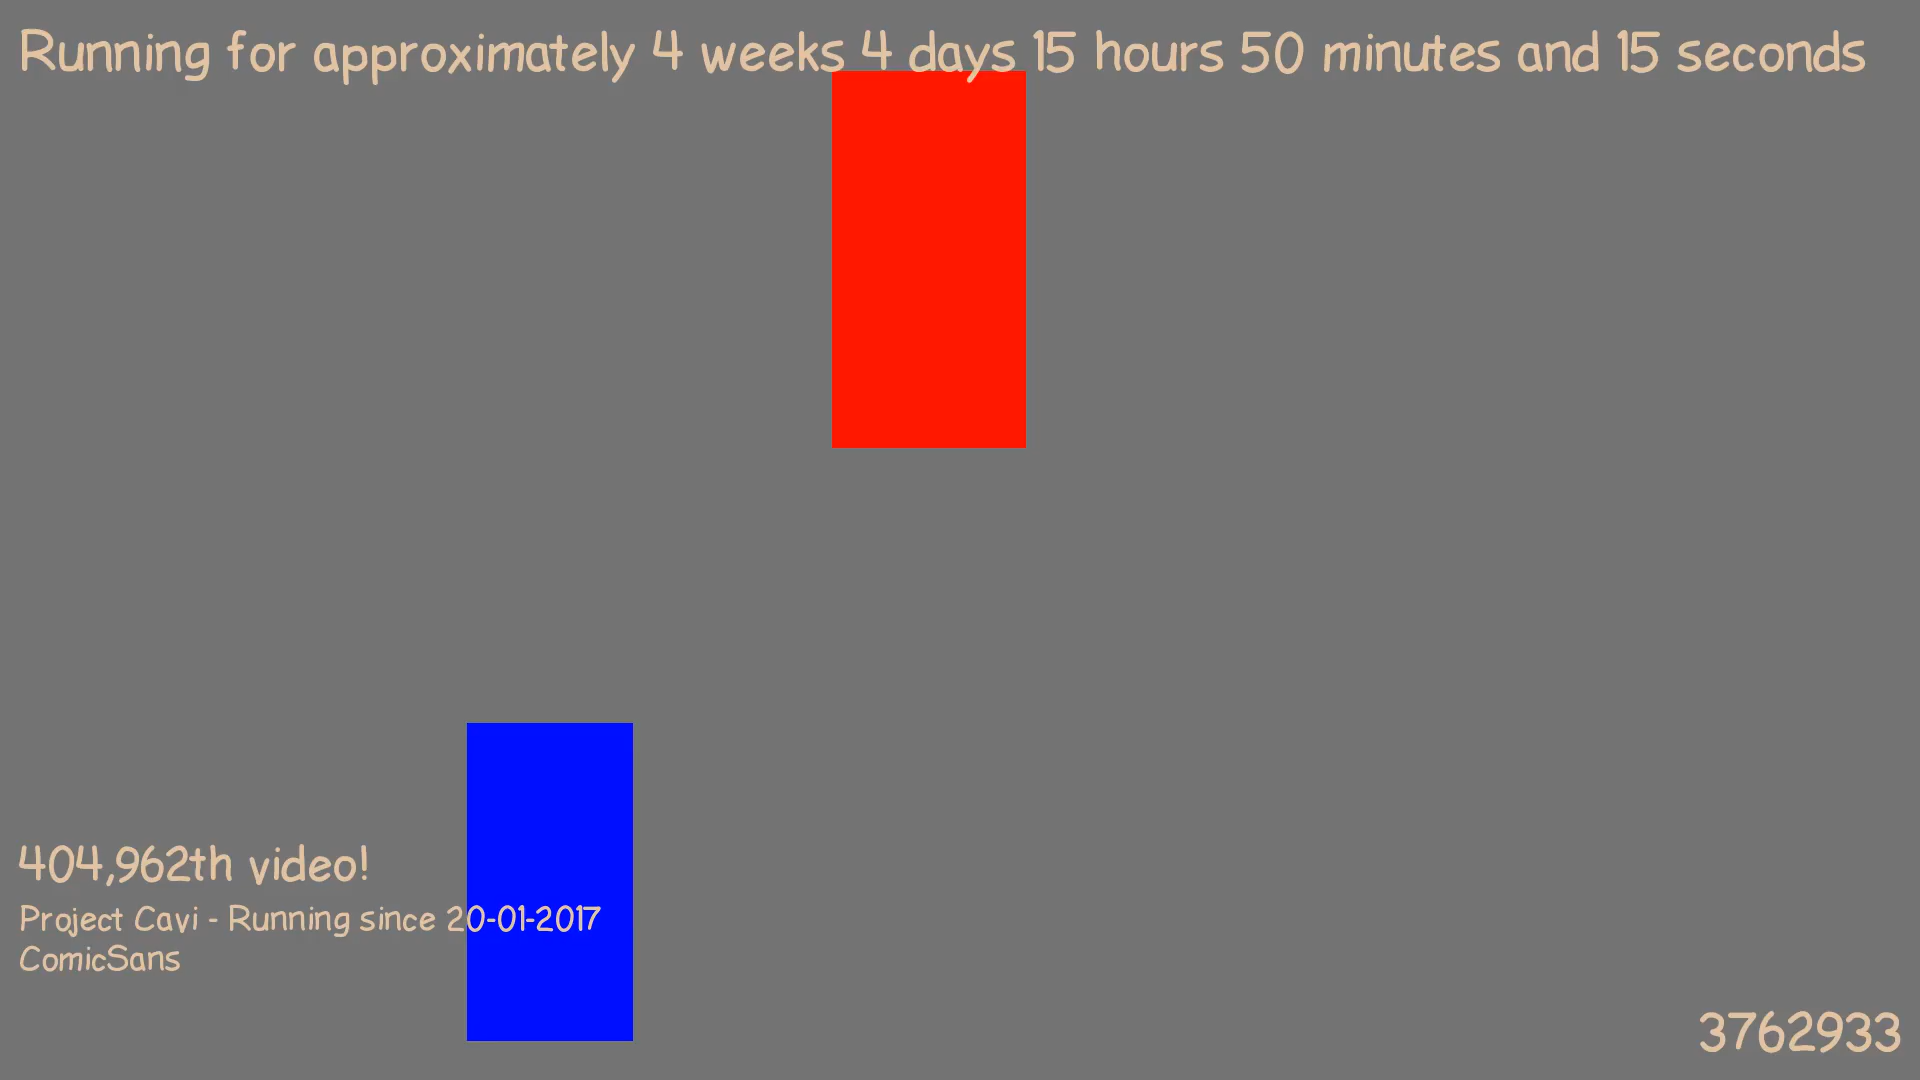 Running for approximately 4 weeks 4 days 15 hours 50 minutes and 15 seconds
404,962th video!
Project Cavi - Running since 20-01-2017
ComicSans
3762933